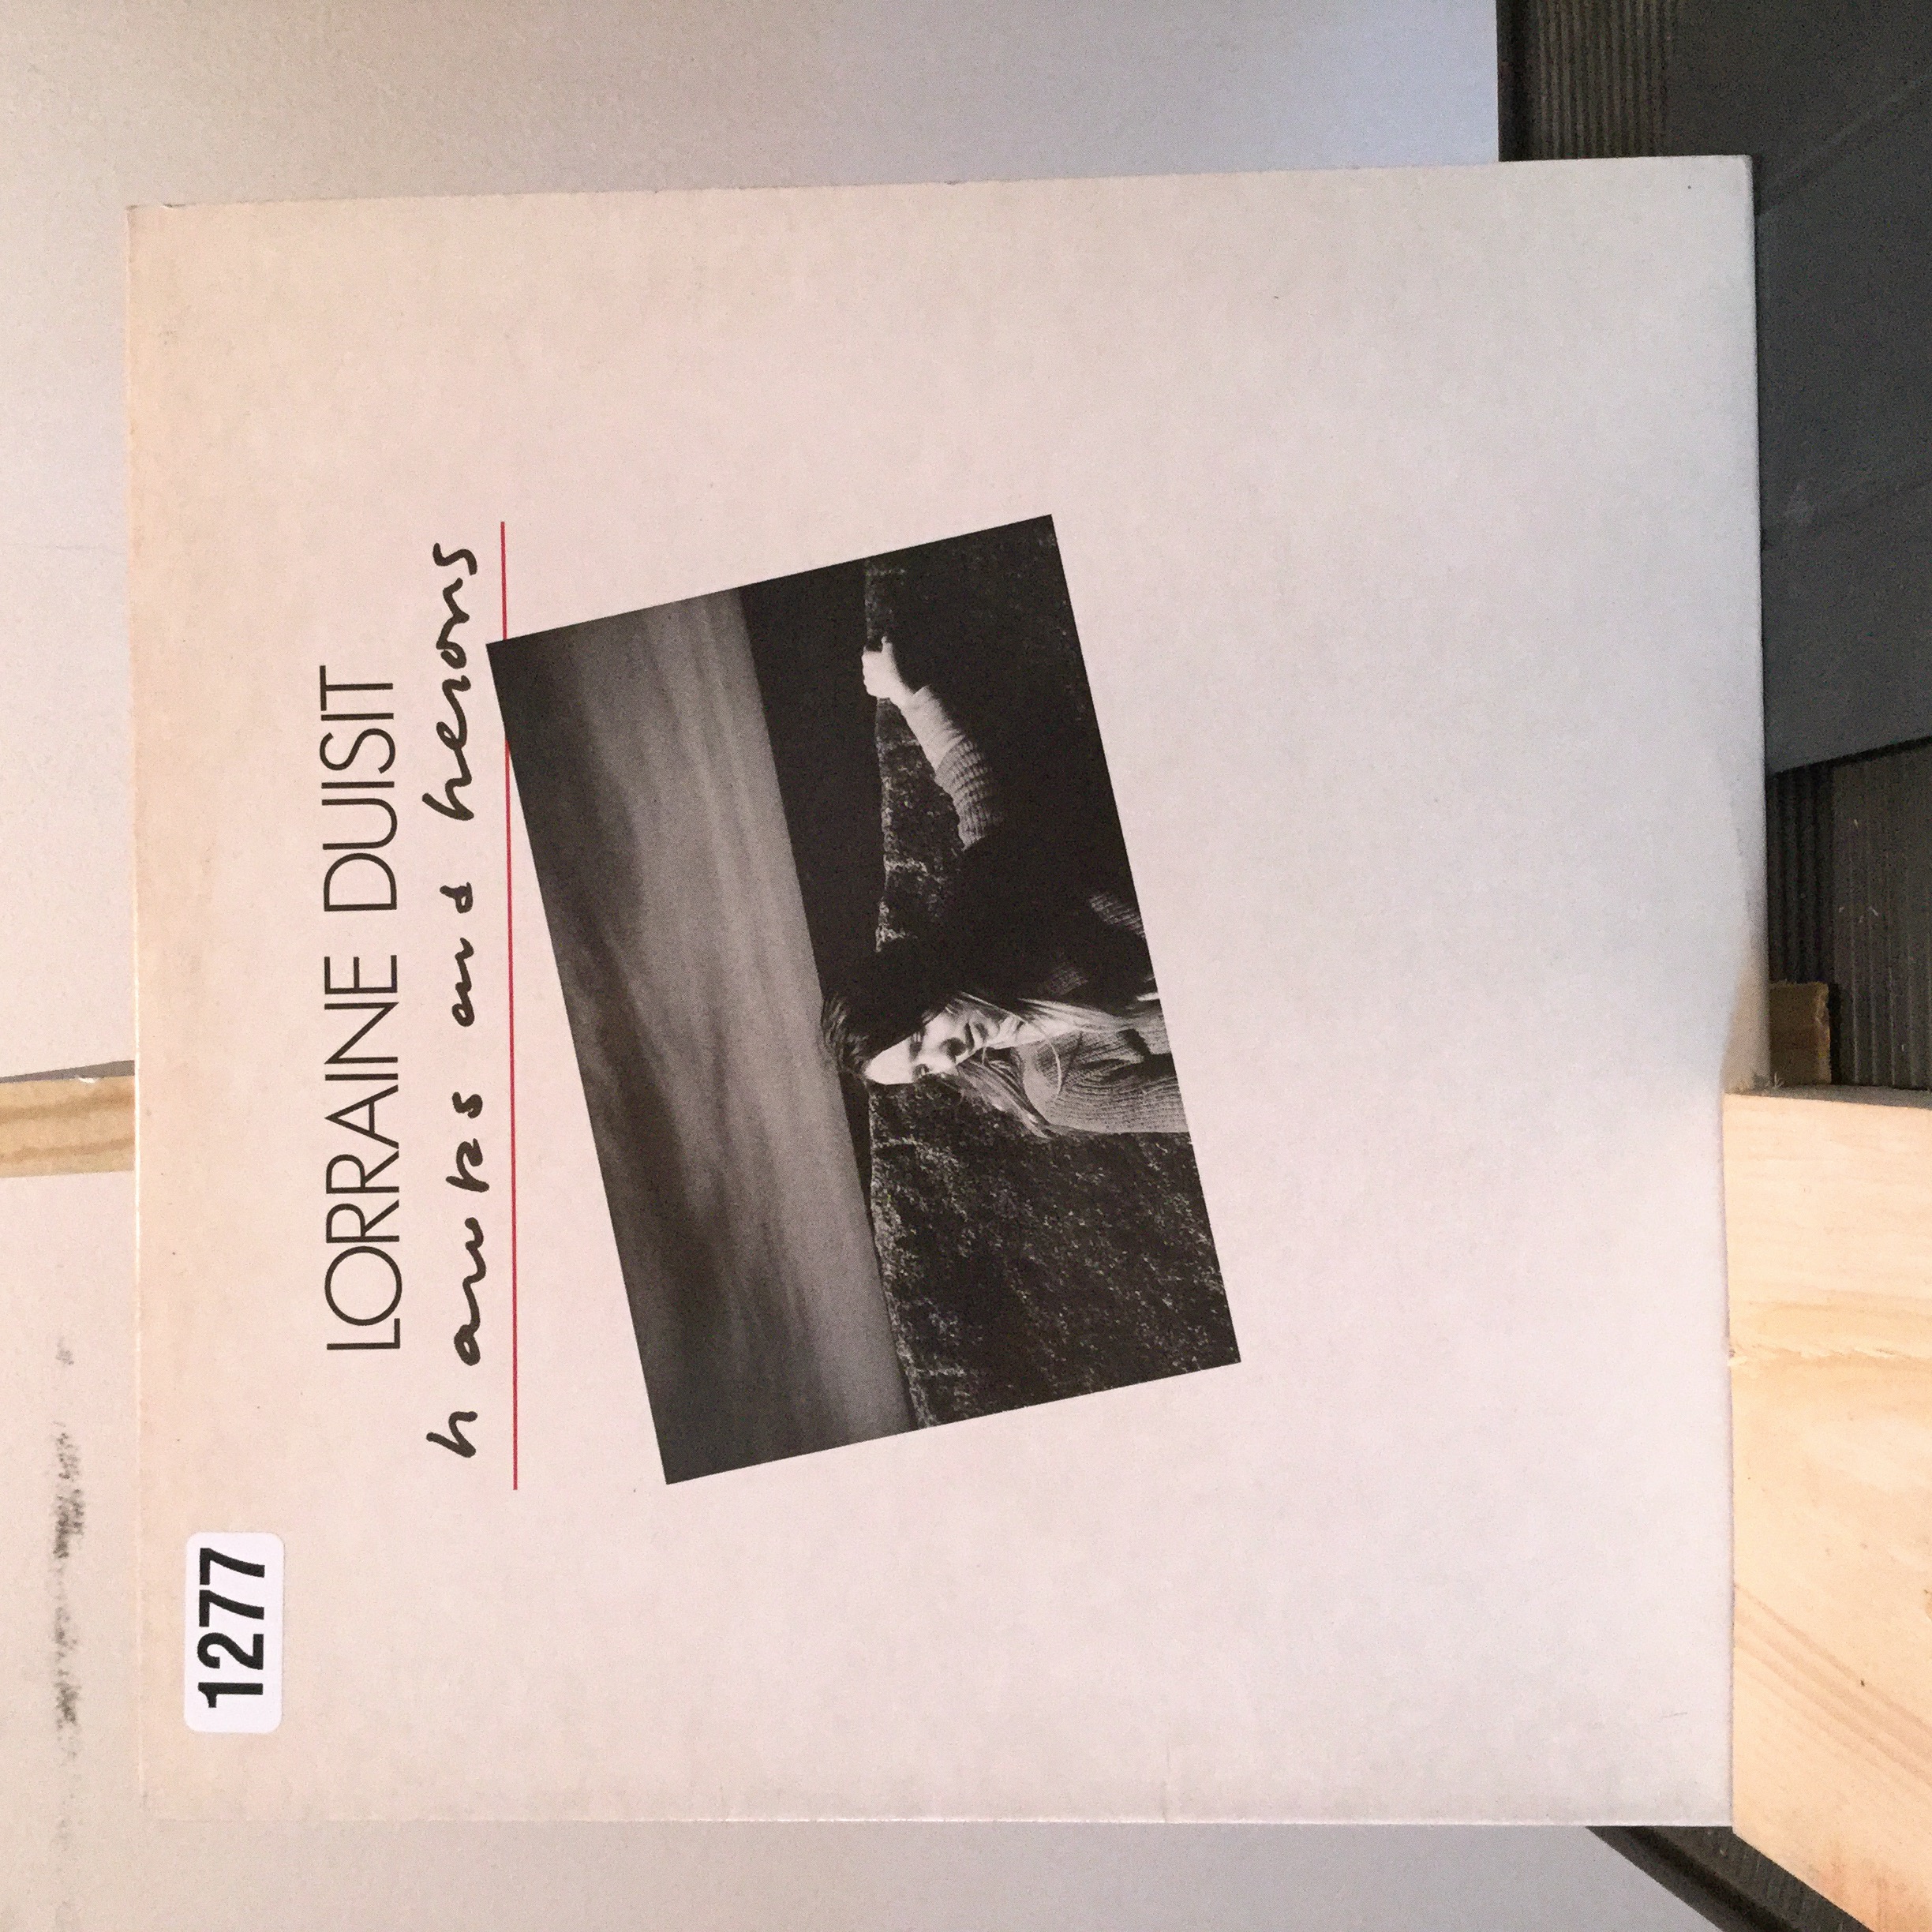 1277
LORRAINE DUISIT
hawks and herons